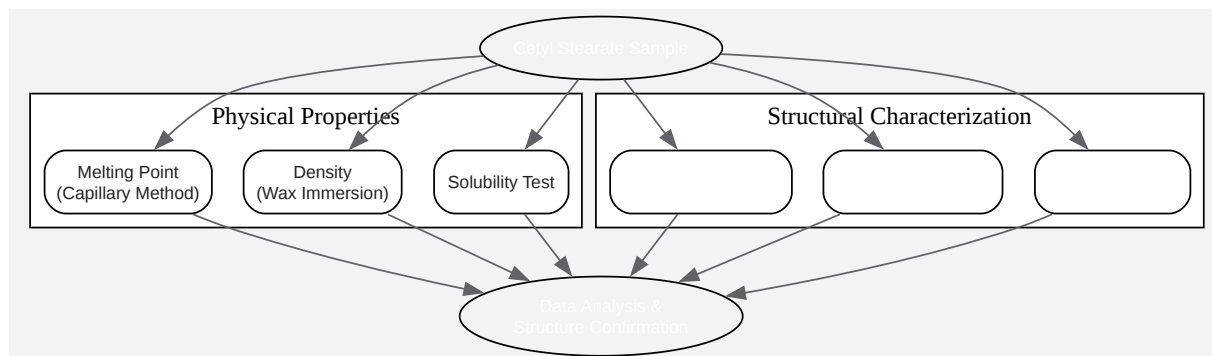 Cetyl Stearate Sample
Physical Properties
Structural Characterization
Melting Point
(Capillary Method)
Density
(Wax Immersion)
Solubility Test
Data Analysis &
Structure Confirmation